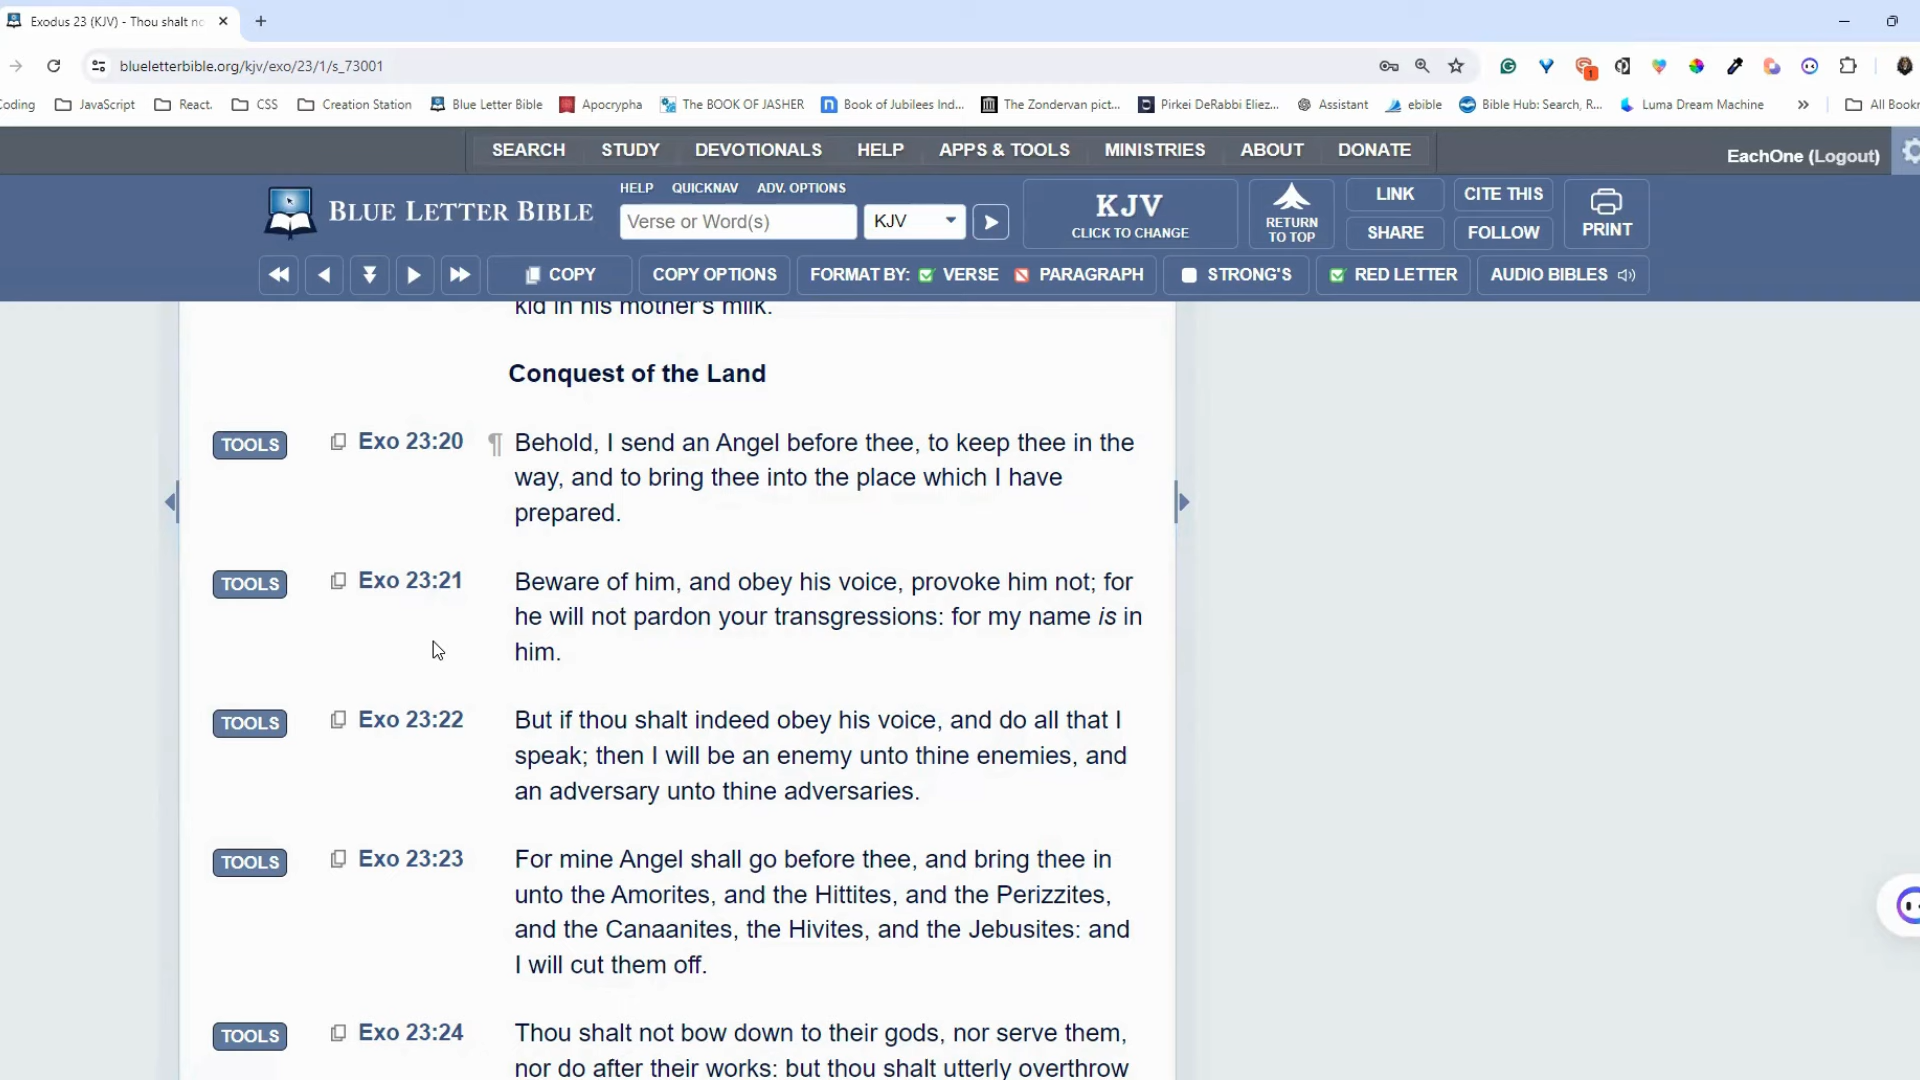 Exodus 23 (KJV) - Thou shalt no
blueletterbible.org/kjv/exo/23/1/s_73001
1
oding JavaScript React. CSS Creation Station Blue Letter Bible Apocrypha The BOOK OF JASHER Book of Jubilees Ind... The Zondervan pict... Pirkei DeRabbi Eliez... Assistant ebible Bible Hub: Search, R... Luma Dream Machine » All Bookr
SEARCH STUDY DEVOTIONALS HELP APPS & TOOLS MINISTRIES ABOUT DONATE EachOne (Logout)
BLUE LETTER BIBLE
HELP QUICKNAV ADV. OPTIONS
Verse or Word(s) KJV
KJV
CLICK TO CHANGE
RETURN
TO TOP
LINK CITE THIS
SHARE FOLLOW
PRINT
COPY COPY OPTIONS FORMAT BY: VERSE PARAGRAPH STRONG'S RED LETTER AUDIO BIBLES
kid in his mother's milk.
Conquest of the Land
TOOLS Exo 23:20 ¶ Behold, I send an Angel before thee, to keep thee in the
way, and to bring thee into the place which I have
prepared.
TOOLS Exo 23:21 Beware of him, and obey his voice, provoke him not; for
he will not pardon your transgressions: for my name is in
him.
TOOLS Exo 23:22 But if thou shalt indeed obey his voice, and do all that I
speak; then I will be an enemy unto thine enemies, and
an adversary unto thine adversaries.
TOOLS Exo 23:23 For mine Angel shall go before thee, and bring thee in
unto the Amorites, and the Hittites, and the Perizzites,
and the Canaanites, the Hivites, and the Jebusites: and
I will cut them off.
TOOLS Exo 23:24 Thou shalt not bow down to their gods, nor serve them,
nor do after their works: but thou shalt utterly overthrow